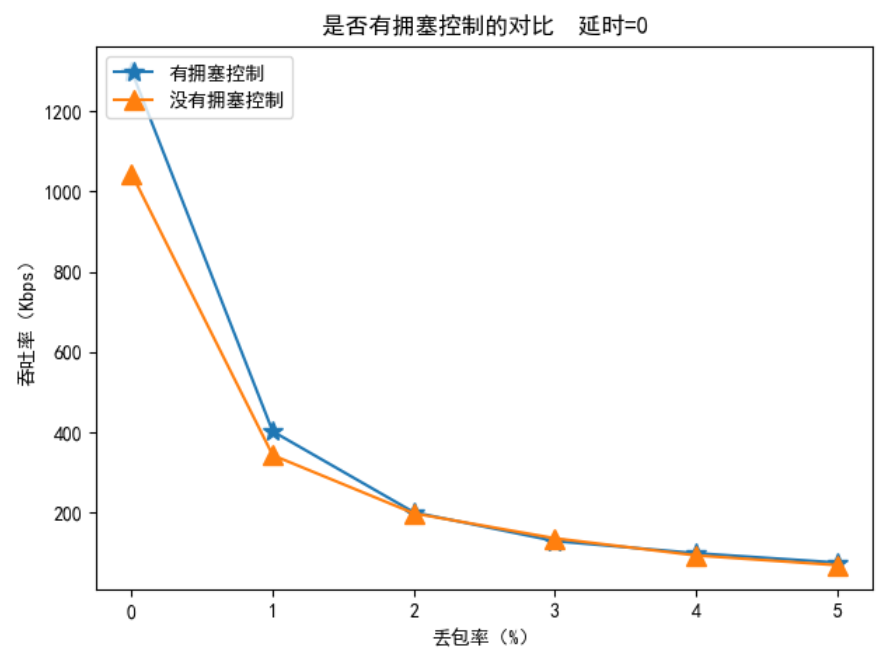 是否有拥塞控制的对比  延时=0
有拥塞控制
没有拥塞控制
1200
1000
800
600
400
200
吞吐率（Kbps）
0 1 2 3 4 5
丢包率（%）